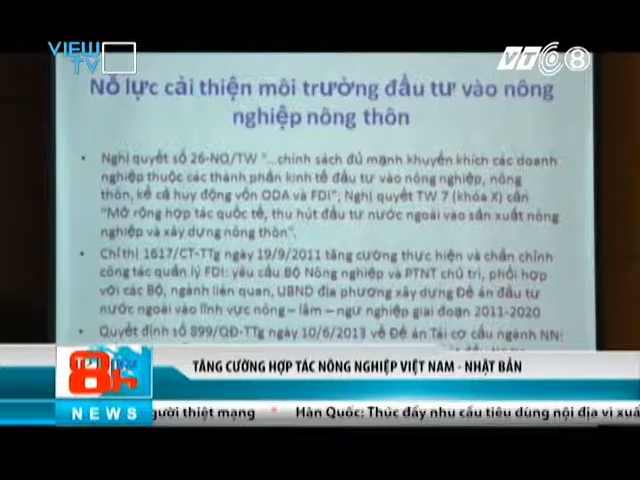 VIEW
TV
VTC 8
Nỗ lực cải thiện môi trường đầu tư vào nông
nghiệp nông thôn
• Nghị quyết số 26-NQ/TW "...chính sách đủ mạnh khuyến khích các doanh
nghiệp thuộc các thành phần kinh tế đầu tư vào nông nghiệp, nông
thôn, kể cả huy động vốn ODA và FDI"; Nghị quyết TW 7 (khóa X) cần
"Mở rộng hợp tác quốc tế, thu hút đầu tư nước ngoài vào sản xuất nông
nghiệp và xây dựng nông thôn".
• Chỉ thị 1617/CT-TTg ngày 19/9/2011 tăng cường thực hiện và chấn chỉnh
công tác quản lý FDI: yêu cầu Bộ Nông nghiệp và PTNT chủ trì, phối hợp
với các Bộ, ngành liên quan, UBND địa phương xây dựng Đề án đầu tư
nước ngoài vào lĩnh vực nông – lâm – ngư nghiệp giai đoạn 2011-2020
• Quyết định số 899/QĐ-TTg ngày 10/6/2013 về Đề án Tái cơ cấu ngành NN:
8h
TĂNG CƯỜNG HỢP TÁC NÔNG NGHIỆP VIỆT NAM - NHẬT BẢN
NEWS
người thiệt mạng • Hàn Quốc: Thúc đẩy nhu cầu tiêu dùng nội địa vì xuấ